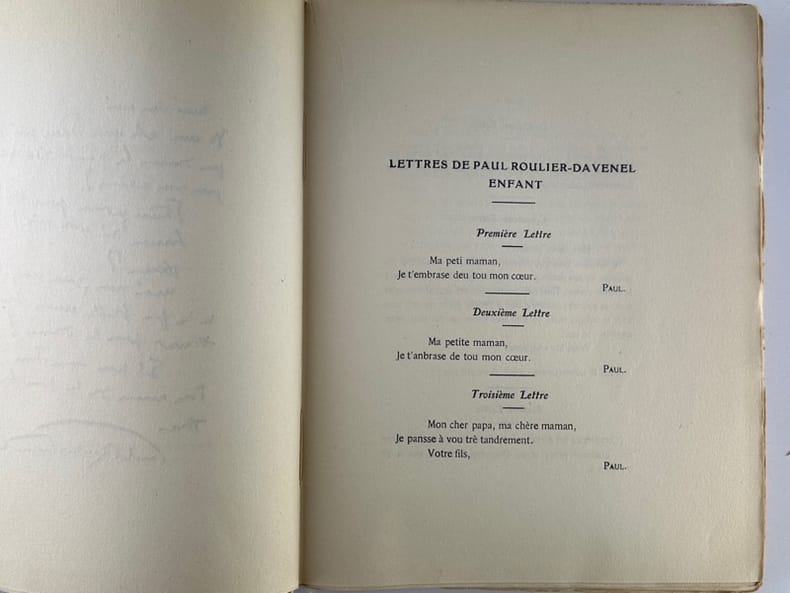 LETTRES DE PAUL ROULIER-DAVENEL
ENFANT
Première Lettre
Ma peti maman,
Je t'embrase deu tou mon cœur.
PAUL.
Deuxième Lettre
Ma petite maman,
Je t'anbrase de tou mon cœur.
PAUL.
Troisième Lettre
Mon cher papa, ma chère maman,
Je pansse à vou trè tandrement.
Votre fils,
PAUL.